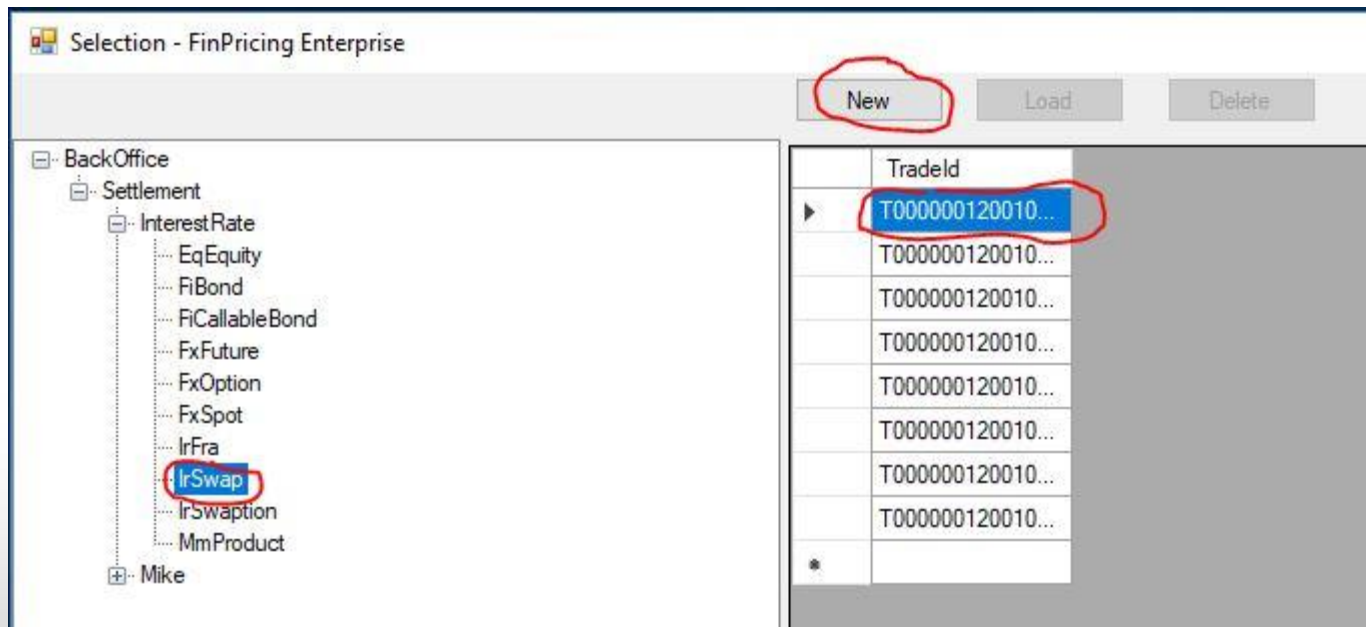 Selection - FinPricing Enterprise
New Load Delete
BackOffice
Settlement
InterestRate
EqEquity
FiBond
FiCallableBond
FxFuture
FxOption
FxSpot
IrFra
IrSwap
IrSwaption
MmProduct
Mike
TradeId
T000000120010...
T000000120010...
T000000120010...
T000000120010...
T000000120010...
T000000120010...
T000000120010...
T000000120010...